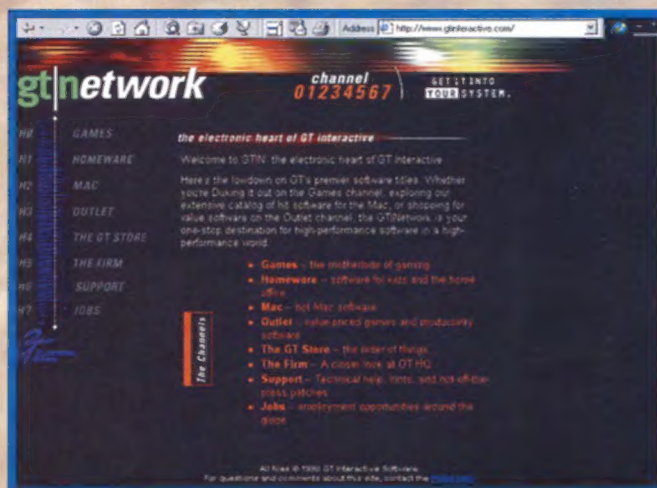 Address http://www.gtinteractive.com/
gt network
channel
01234567
GET IT INTO
YOUR SYSTEM.
GAMES
H1 HOMEWARE
H2 MAC
H3 OUTLET
H4 THE GT STORE
H5 THE FIRM
H6 SUPPORT
H7 JOBS
the electronic heart of GT interactive
Welcome to GTIN: the electronic heart of GT Interactive
Here's the lowdown on GT's premier software titles. Whether
you're Duking it out on the Games channel, exploring our
extensive catalog of hit software for the Mac, or shopping for
value software on the Outlet channel, the GTINetwork is your
one-stop destination for high-performance software in a high-
performance world.
The Channels
• Games – the motherlode of gaming
• Homeware – software for kids and the home
office
• Mac – hot Mac software
• Outlet – value priced games and productivity
software
• The GT Store – the order of things
• The Firm – A closer look at GT HQ
• Support – Technical help, hints, and hot-off-the-
press patches
• Jobs – employment opportunities around the
globe
All files © GT Interactive Software.
For questions and comments about this site, contact the